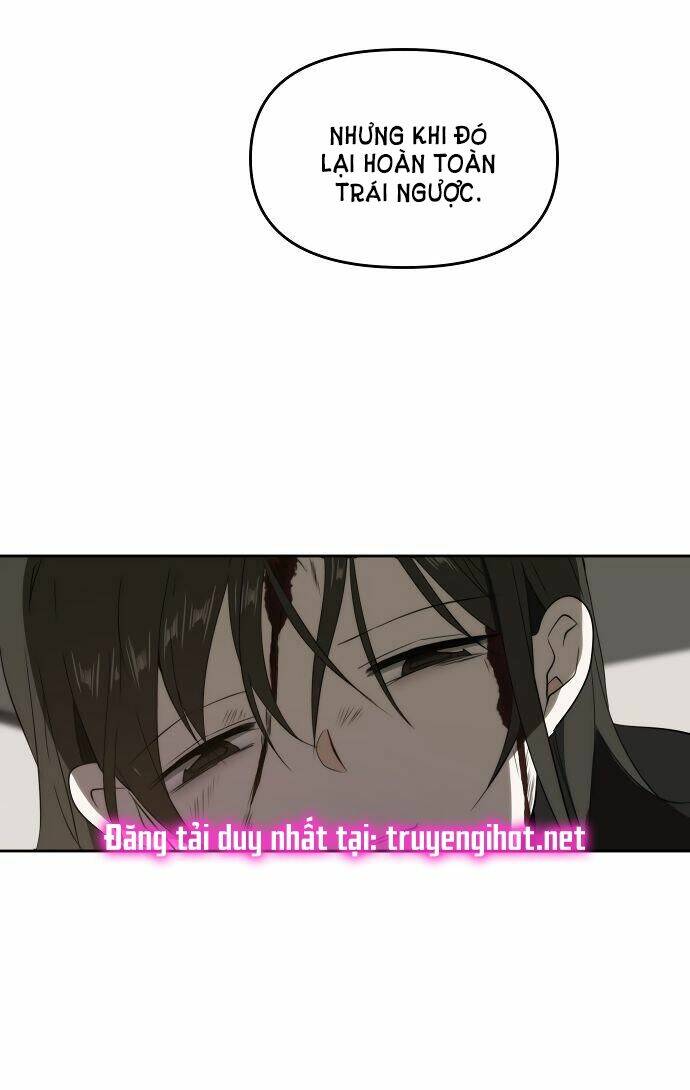 NHƯNG KHI ĐÓ
LẠI HOÀN TOÀN
TRÁI NGƯỢC.
Đăng tải duy nhất tại: truyengihot.net